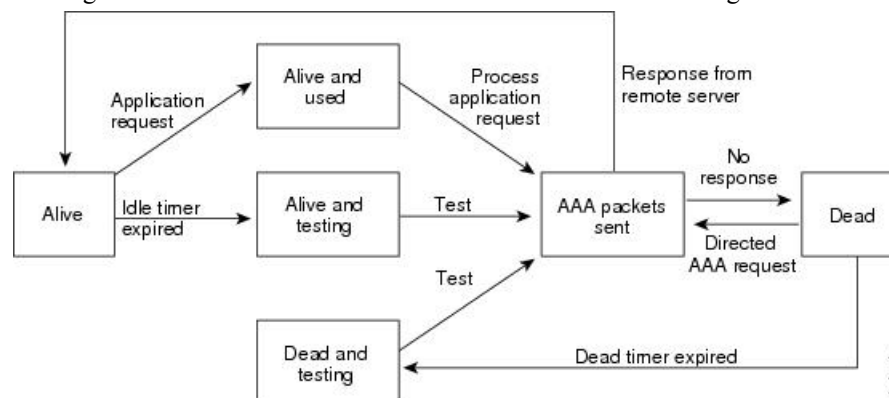 Alive and
used
Process
application
request
Response from
remote server
Application
request
No
response
Alive
Idle timer
expired
Alive and
testing
Test
AAA packets
sent
Dead
Directed
AAA request
Test
Dead and
testing
Dead timer expired